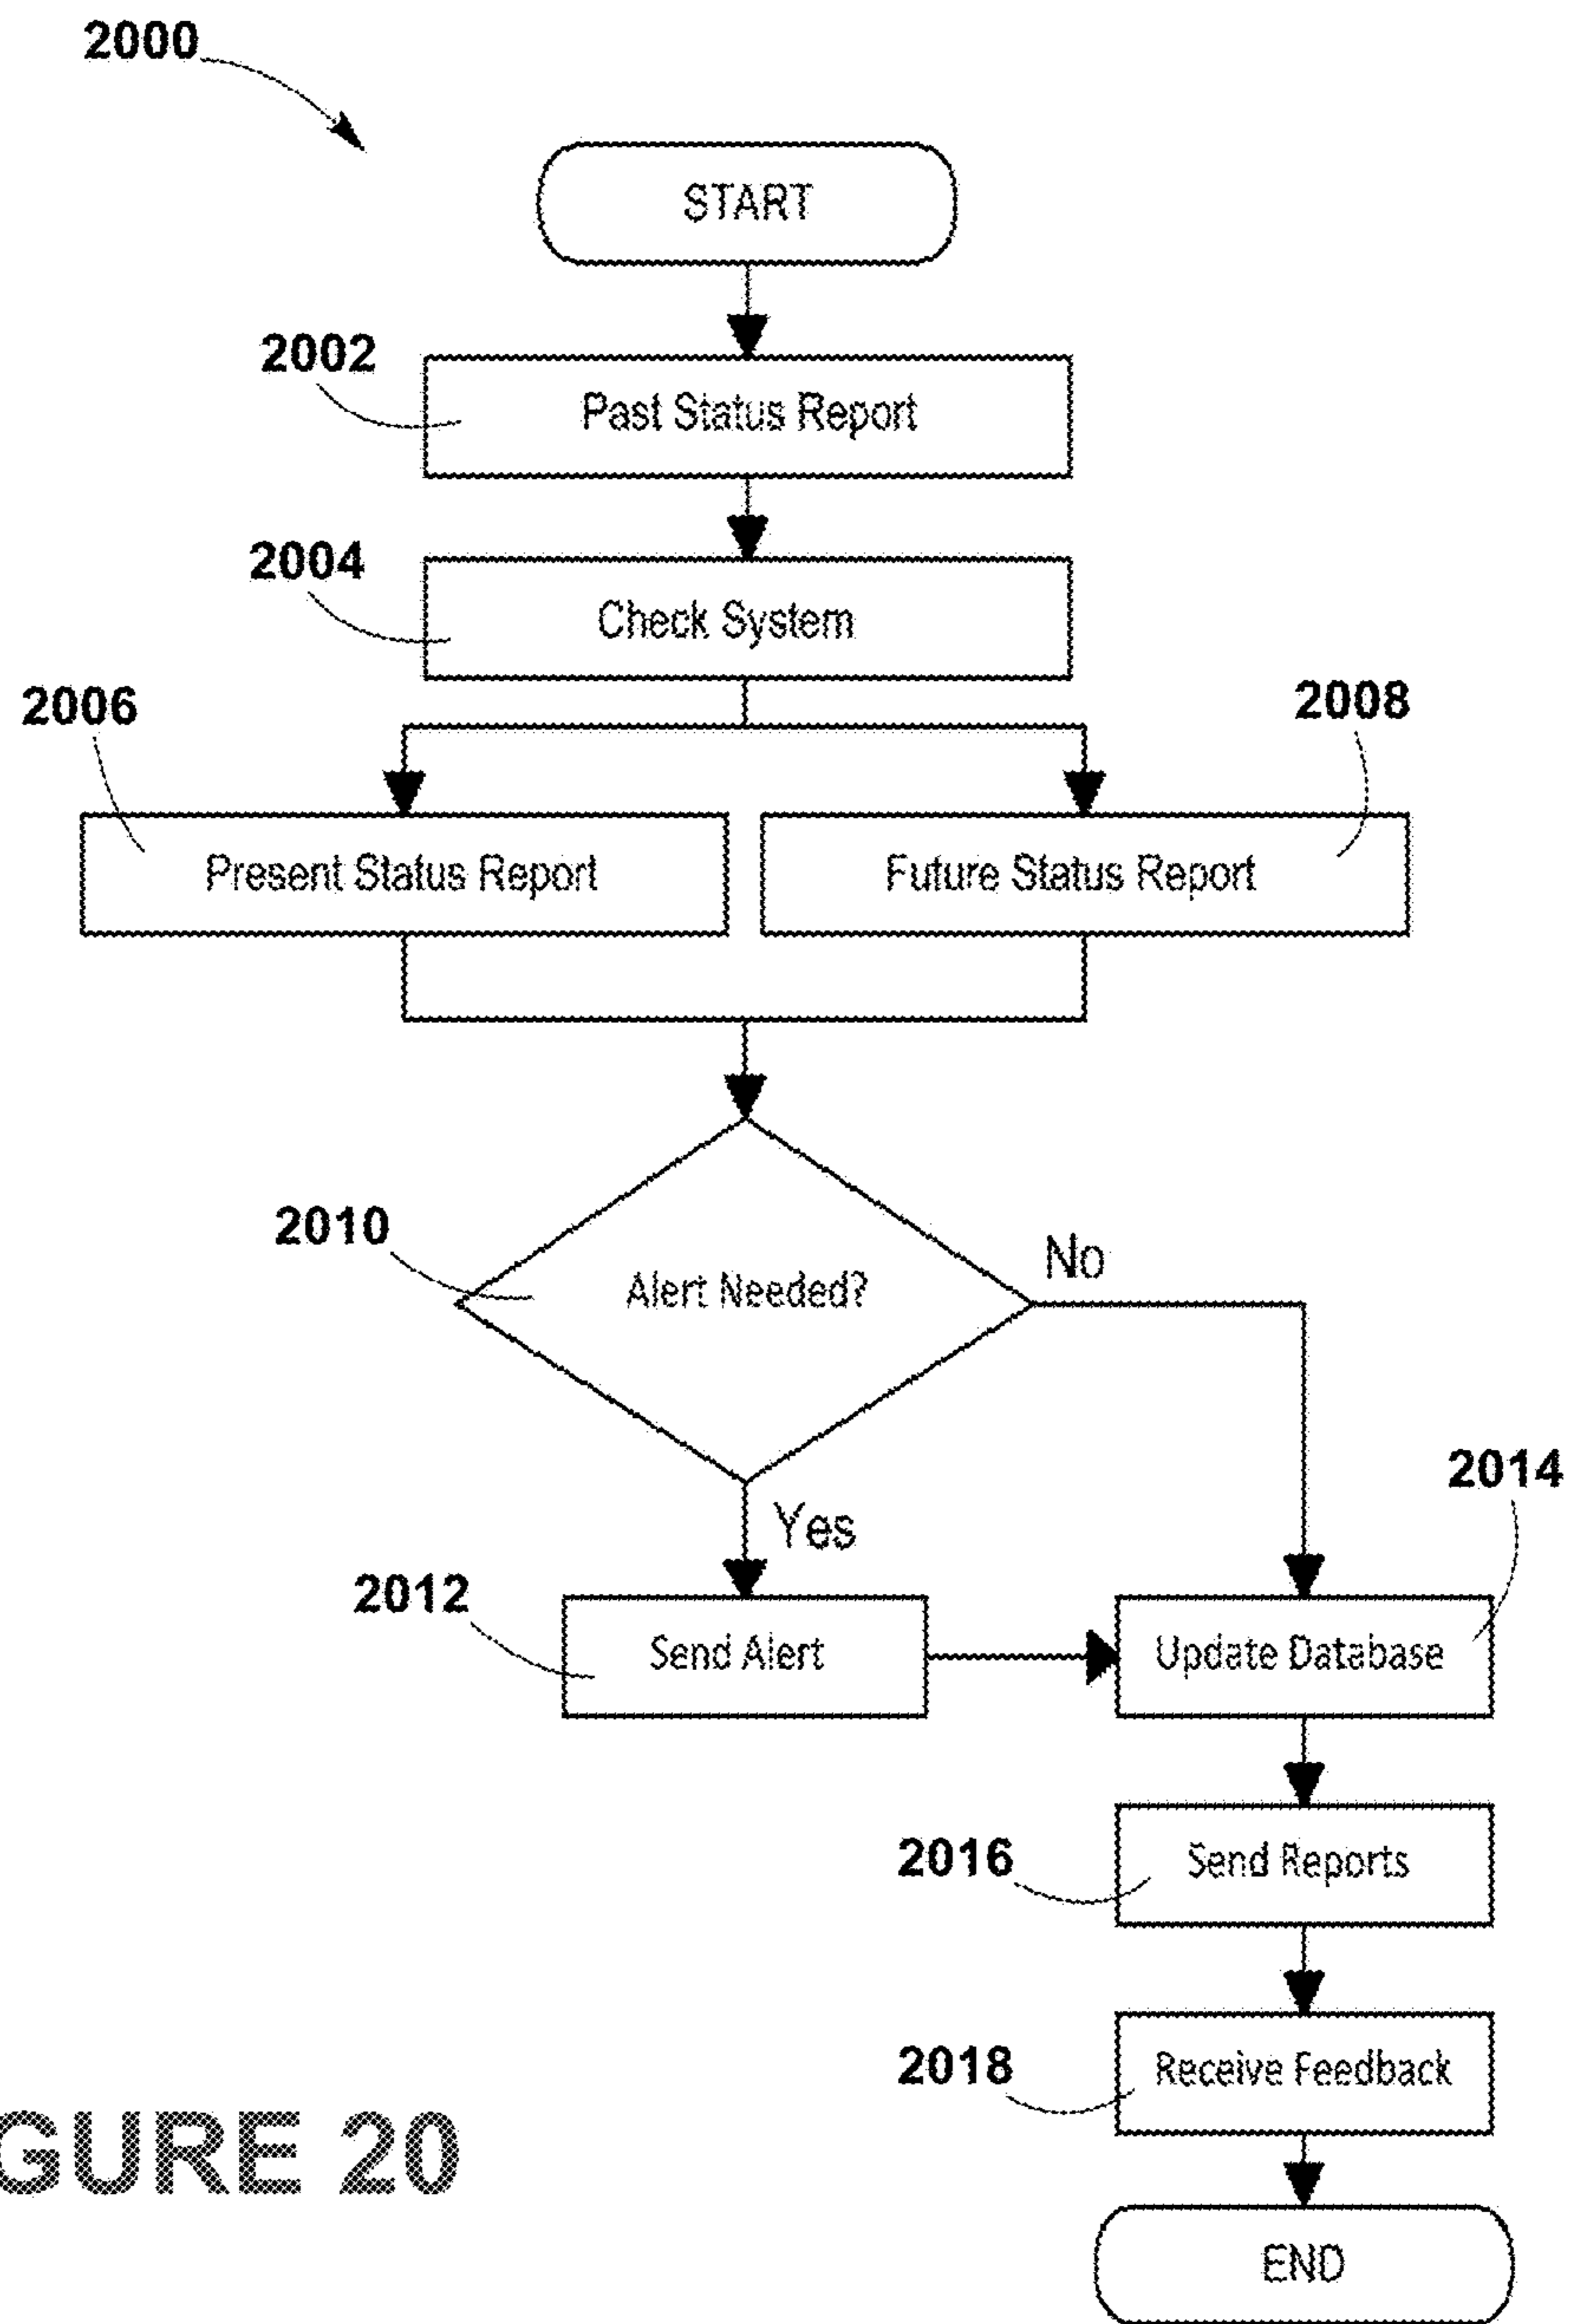 2000
START
2002
Past Status Report
2004
Check System
2006
2008
Present Status Report
Future Status Report
2010
Alert Needed?
No
Yes
2014
2012
Send Alert
Update Database
2016
Send Reports
2018
Receive Feedback
GURE 20
END